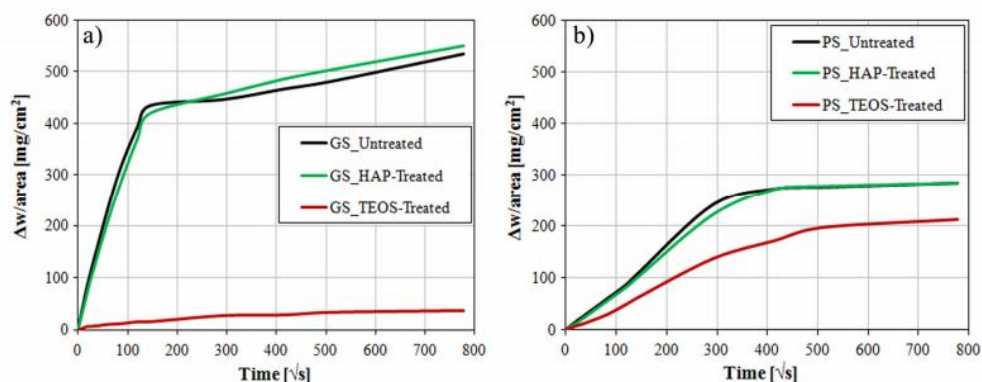 a)
Δw/area [mg/cm²]
600
500
400
300
200
100
0
GS_Untreated
GS_HAP-Treated
GS_TEOS-Treated
0 100 200 300 400 500 600 700 800
Time [√s]
b)
Δw/area [mg/cm²]
600
500
400
300
200
100
0
PS_Untreated
PS_HAP-Treated
PS_TEOS-Treated
0 100 200 300 400 500 600 700 800
Time [√s]